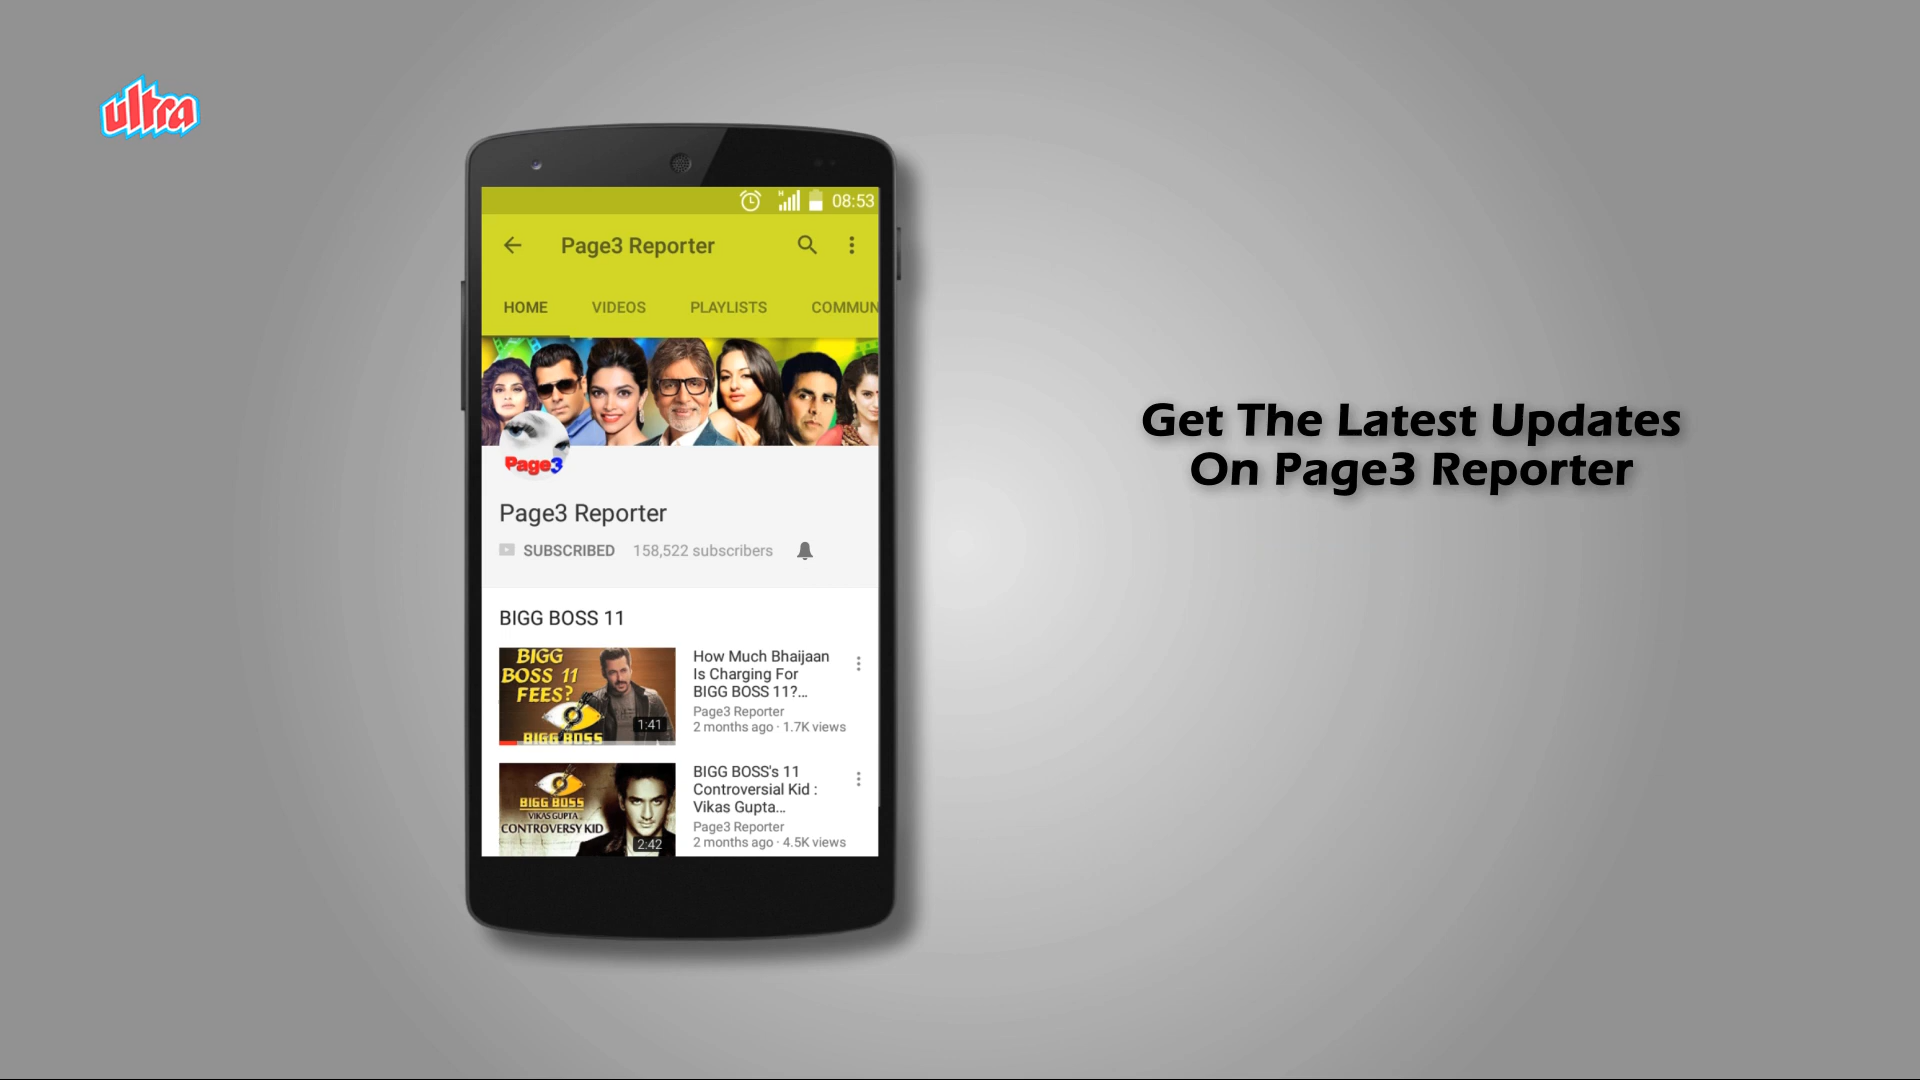 ultra
H
08:53
Page3 Reporter
HOME VIDEOS PLAYLISTS COMMUN
Page3
Page3 Reporter
SUBSCRIBED 158,522 subscribers
BIGG BOSS 11
BIGG
BOSS 11
FEES?
1:41
BIGG BOSS
How Much Bhaijaan
Is Charging For
BIGG BOSS 11?...
Page3 Reporter
2 months ago · 1.7K views
BIGG BOSS
VIKAS GUPTA
CONTROVERSY KID
2:42
BIGG BOSS's 11
Controversial Kid :
Vikas Gupta...
Page3 Reporter
2 months ago · 4.5K views
Get The Latest Updates
On Page3 Reporter